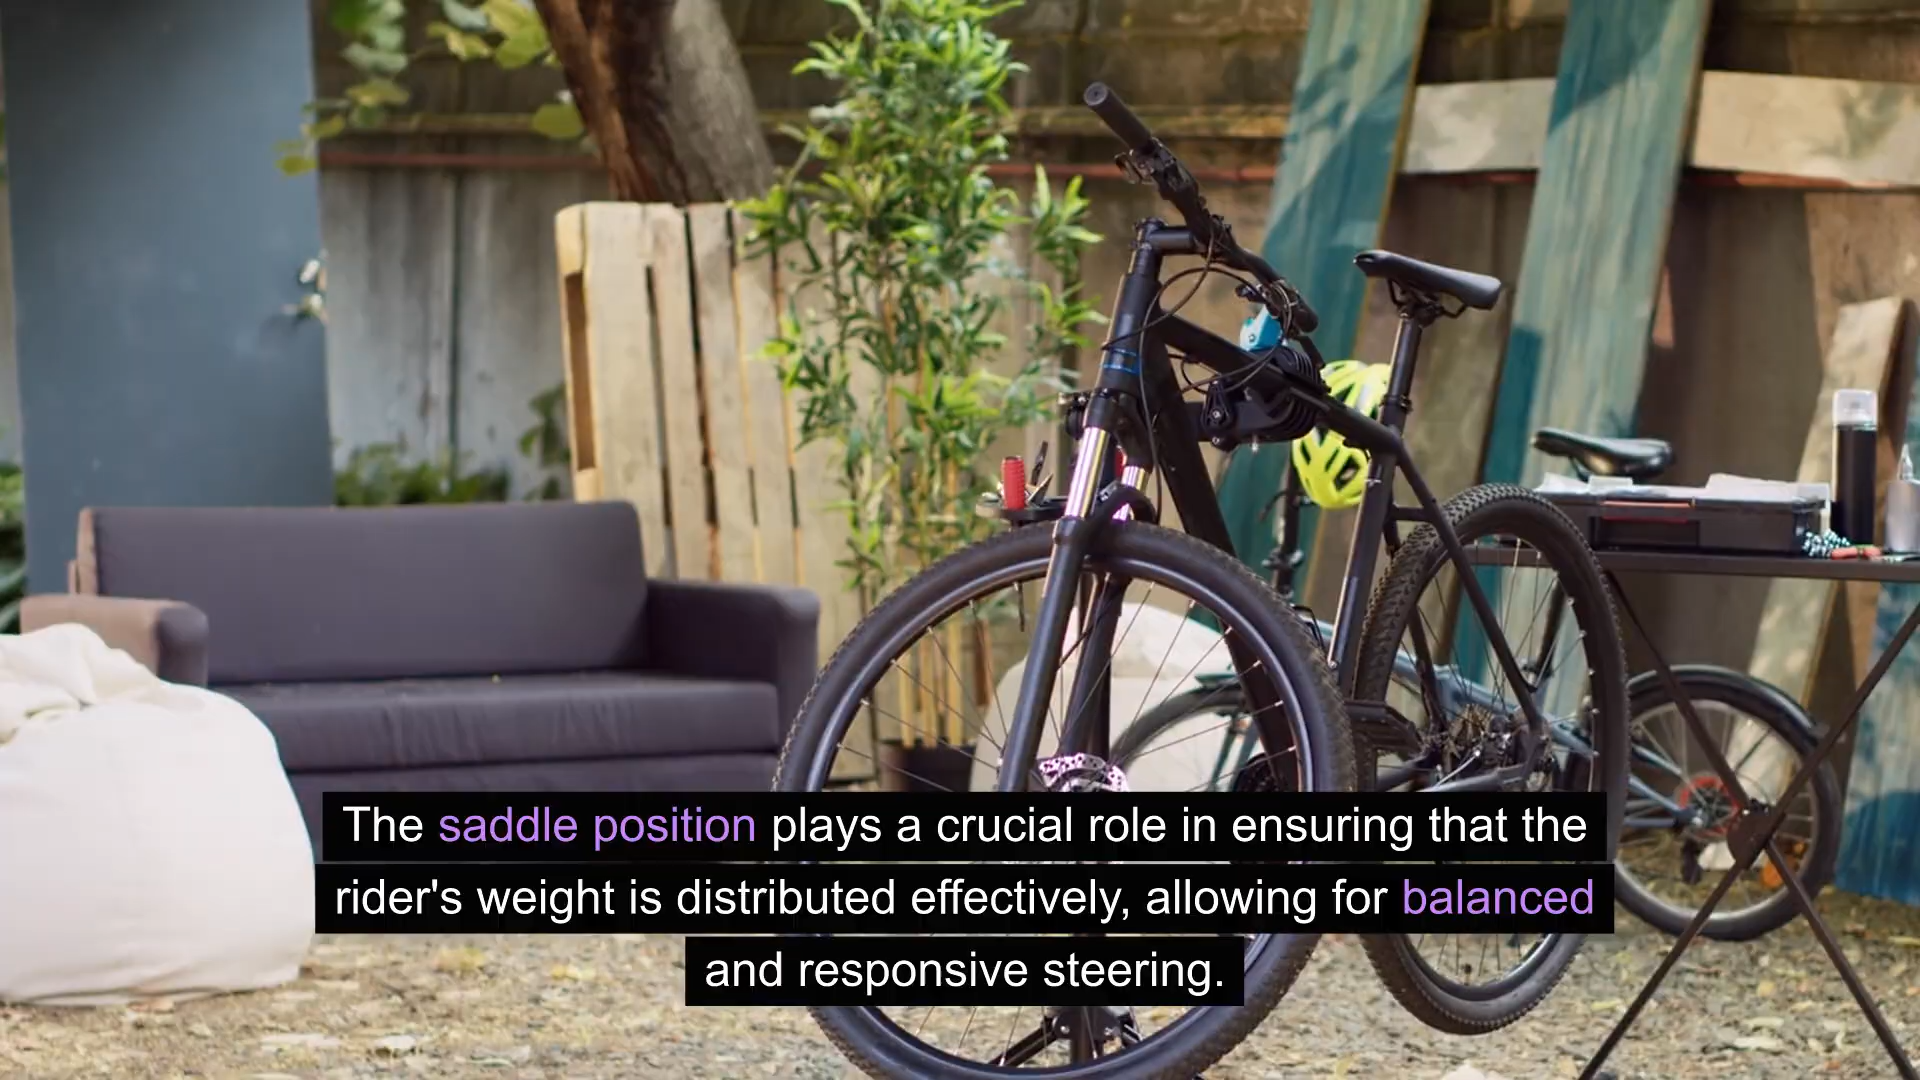 The saddle position plays a crucial role in ensuring that the
rider's weight is distributed effectively, allowing for balanced
and responsive steering.